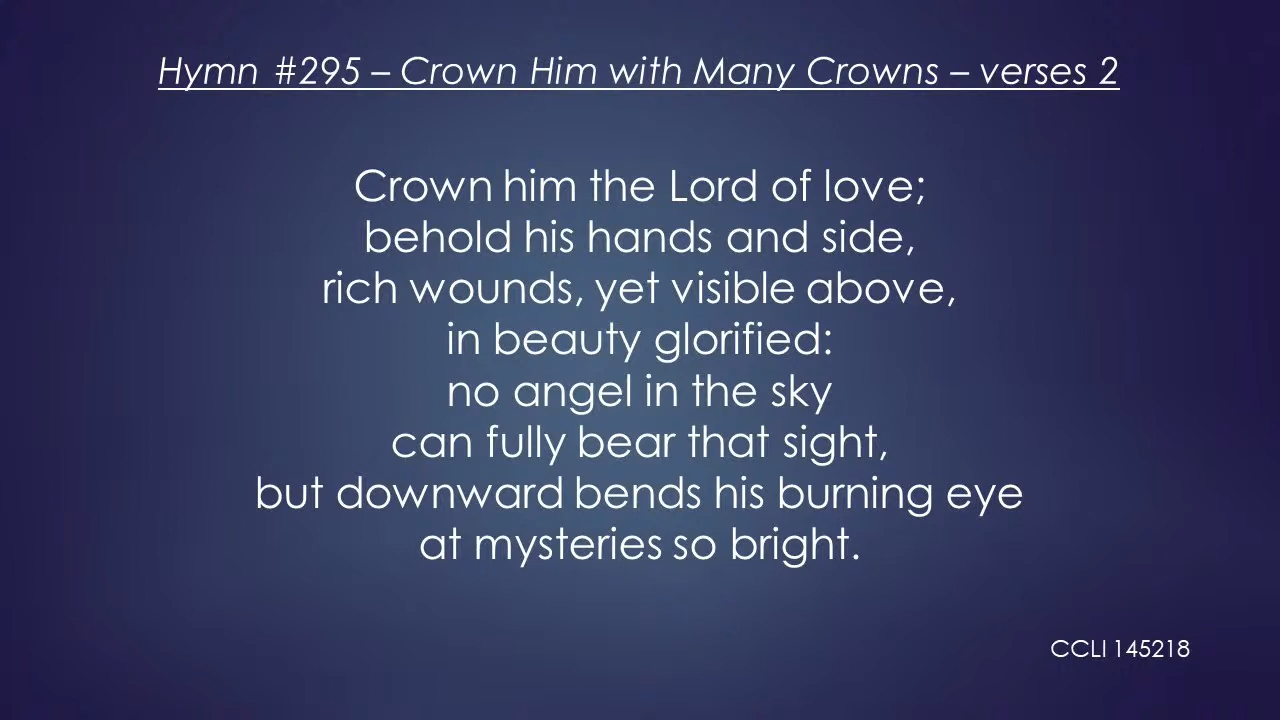 Hymn #295 – Crown Him with Many Crowns – verses 2
Crown him the Lord of love;
behold his hands and side,
rich wounds, yet visible above,
in beauty glorified:
no angel in the sky
can fully bear that sight,
but downward bends his burning eye
at mysteries so bright.
CCLI 145218